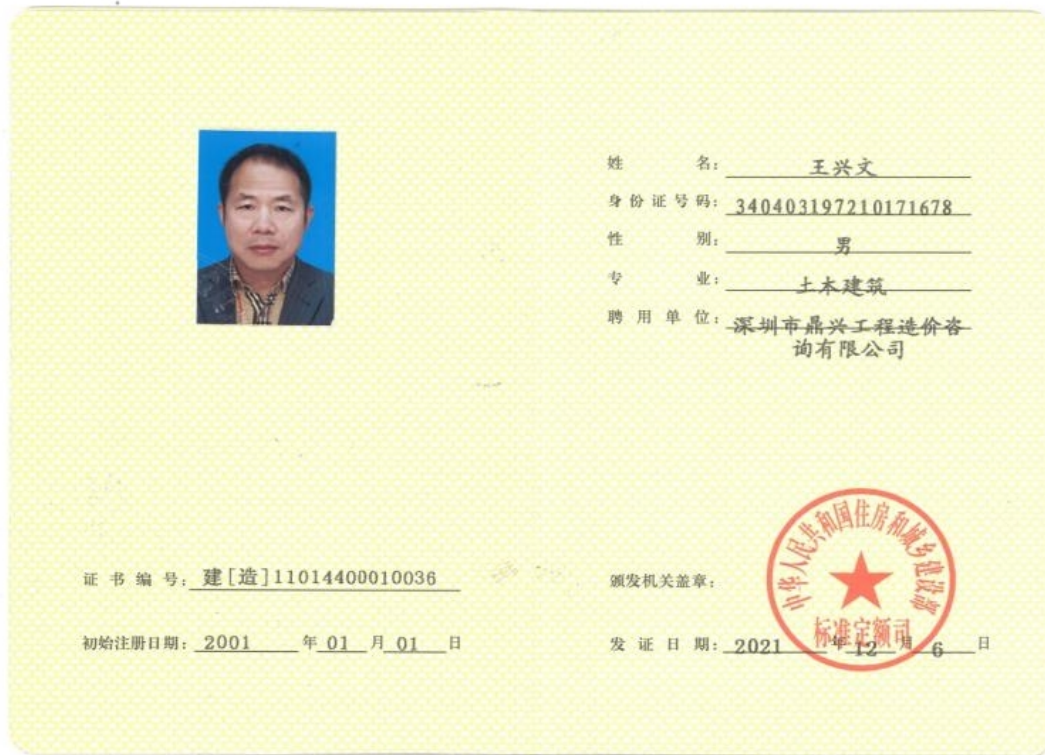 姓 名：王兴文
身份证号码：340403197210171678
性 别：男
专 业：土木建筑
聘用单位：深圳市鼎兴工程造价咨
询有限公司
证书编号：建[造]11014400010036
初始注册日期：2001 年 01 月 01 日
颁发机关盖章：
中华人民共和国住房和城乡建设部
标准定额司
发证日期：2021 年 12 月 6 日